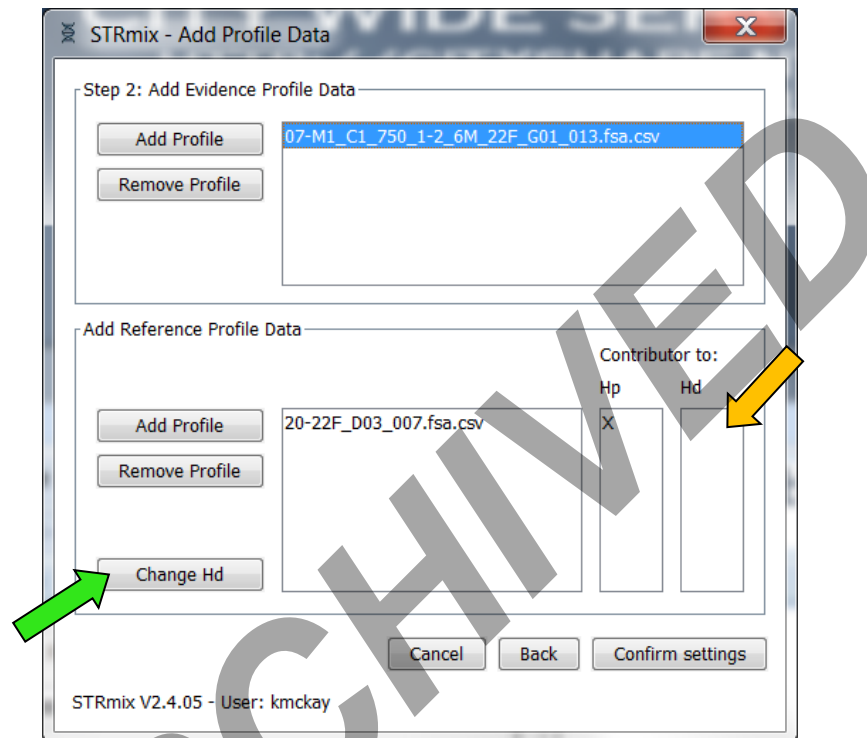 STRmix - Add Profile Data
X
Step 2: Add Evidence Profile Data
Add Profile
07-M1_C1_750_1-2_6M_22F_G01_013.fsa.csv
Remove Profile
Add Reference Profile Data
Contributor to:
Hp Hd
Add Profile
20-22F_D03_007.fsa.csv
X
Remove Profile
Change Hd
Cancel Back Confirm settings
STRmix V2.4.05 - User: kmckay
CHIVED